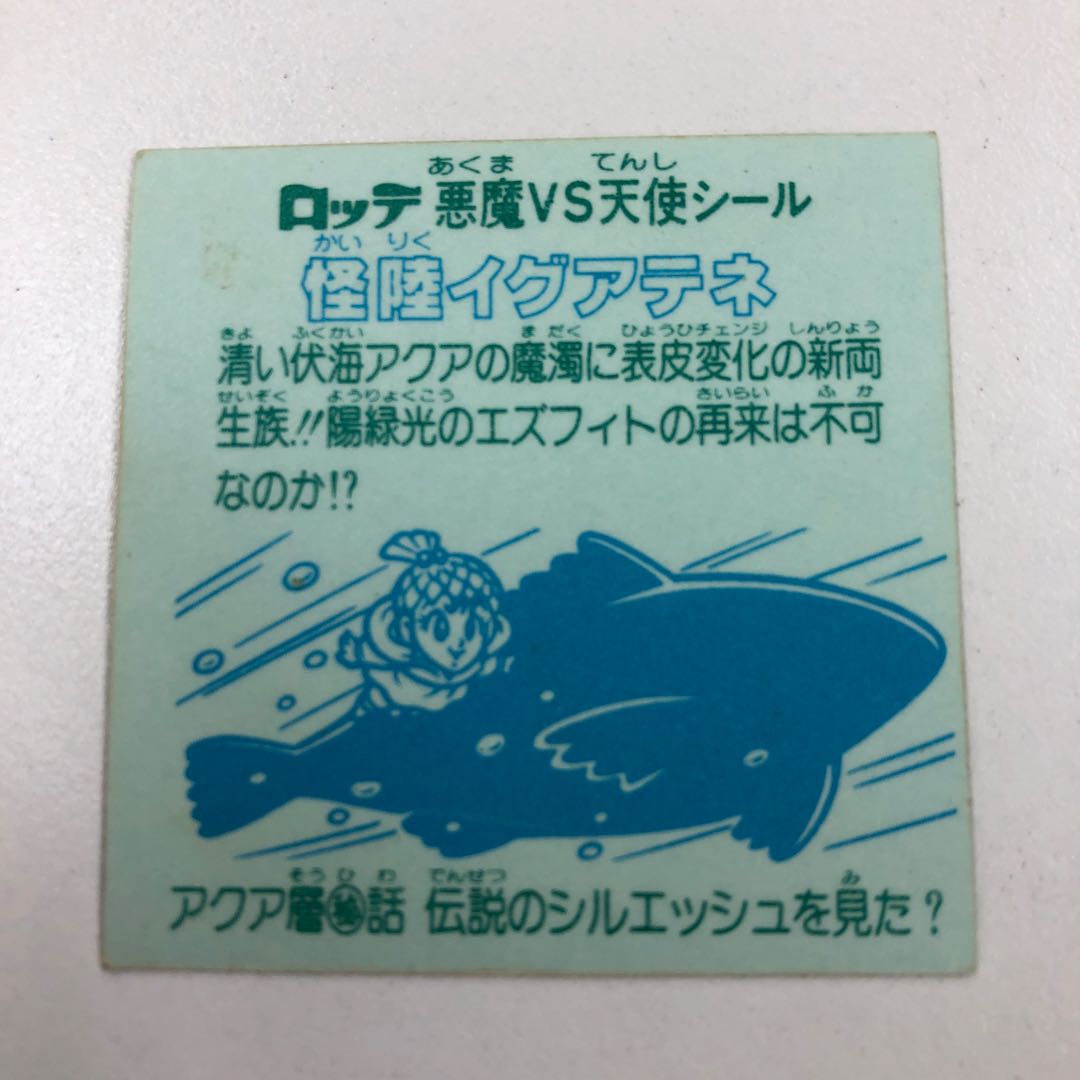 あくま てんし
ロッテ 悪魔VS天使シール
かい りく
怪陸イグアテネ
きよ ふくかい まだく ひょうひチェンジ しんりょう
清い伏海アクアの魔濁に表皮変化の新両
せいぞく ようりょくこう さいらい ふか
生族!!陽緑光のエズフィトの再来は不可
なのか!?
そう ひ わ でんせつ み
アクア層㊙話 伝説のシルエッシュを見た?